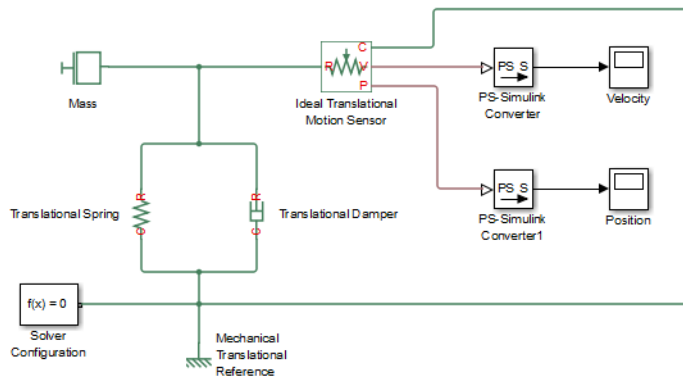 C
R
V
P
Mass
Ideal Translational
Motion Sensor
PS S
PS-Simulink
Converter
Velocity
R
R
Translational Spring
Translational Damper
C
C
PS S
PS-Simulink
Converter1
Position
f(x) = 0
Solver
Configuration
Mechanical
Translational
Reference